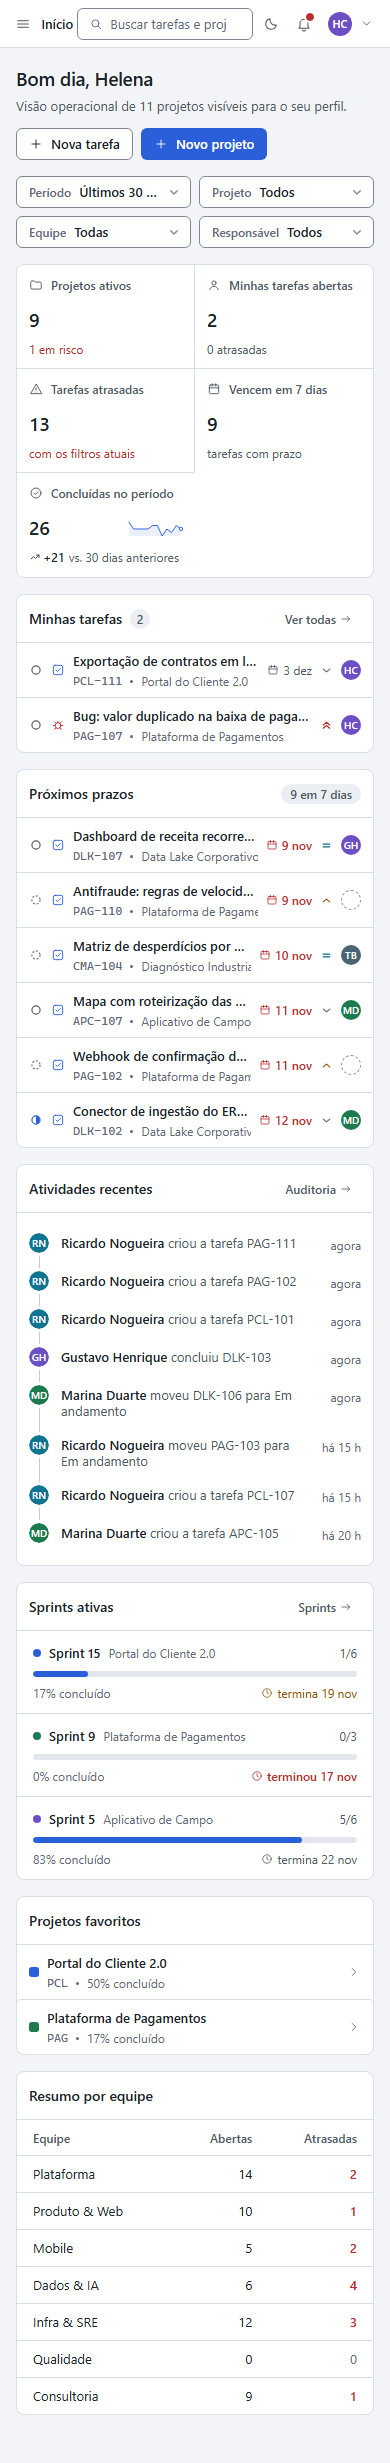 Início
Buscar tarefas e proj
HC
Bom dia, Helena
Visão operacional de 11 projetos visíveis para o seu perfil.
Nova tarefa
Novo projeto
Período Últimos 30 ...
Projeto Todos
Equipe Todas
Responsável Todos
Projetos ativos
9
1 em risco
Minhas tarefas abertas
2
0 atrasadas
Tarefas atrasadas
13
com os filtros atuais
Vencem em 7 dias
9
tarefas com prazo
Concluídas no período
26
+21 vs. 30 dias anteriores
Minhas tarefas 2
Ver todas →
Exportação de contratos em l...
PCL-111 • Portal do Cliente 2.0
3 dez
HC
Bug: valor duplicado na baixa de paga...
PAG-107 • Plataforma de Pagamentos
HC
Próximos prazos
9 em 7 dias
Dashboard de receita recorre...
DLK-107 • Data Lake Corporativo
9 nov
GH
Antifraude: regras de velocid...
PAG-110 • Plataforma de Pagame
9 nov
Matriz de desperdícios por ...
CMA-104 • Diagnóstico Industria
10 nov
TB
Mapa com roteirização das ...
APC-107 • Aplicativo de Campo
11 nov
MD
Webhook de confirmação d...
PAG-102 • Plataforma de Pagam
11 nov
Conector de ingestão do ER...
DLK-102 • Data Lake Corporativ
12 nov
MD
Atividades recentes
Auditoria →
RN Ricardo Nogueira criou a tarefa PAG-111 agora
RN Ricardo Nogueira criou a tarefa PAG-102 agora
RN Ricardo Nogueira criou a tarefa PCL-101 agora
GH Gustavo Henrique concluiu DLK-103 agora
MD Marina Duarte moveu DLK-106 para Em agora
andamento
RN Ricardo Nogueira moveu PAG-103 para há 15 h
Em andamento
RN Ricardo Nogueira criou a tarefa PCL-107 há 15 h
MD Marina Duarte criou a tarefa APC-105 há 20 h
Sprints ativas
Sprints →
Sprint 15 Portal do Cliente 2.0 1/6
17% concluído termina 19 nov
Sprint 9 Plataforma de Pagamentos 0/3
0% concluído terminou 17 nov
Sprint 5 Aplicativo de Campo 5/6
83% concluído termina 22 nov
Projetos favoritos
Portal do Cliente 2.0
PCL • 50% concluído
Plataforma de Pagamentos
PAG • 17% concluído
Resumo por equipe
Equipe Abertas Atrasadas
Plataforma 14 2
Produto & Web 10 1
Mobile 5 2
Dados & IA 6 4
Infra & SRE 12 3
Qualidade 0 0
Consultoria 9 1